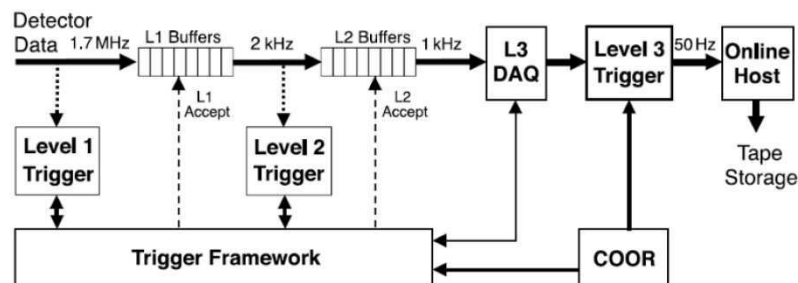 Detector
Data
1.7 MHz
L1 Buffers
2 kHz
L2 Buffers
1 kHz
L3
DAQ
Level 3
Trigger
50 Hz
Online
Host
L1
Accept
L2
Accept
Level 1
Trigger
Level 2
Trigger
Tape
Storage
Trigger Framework
COOR